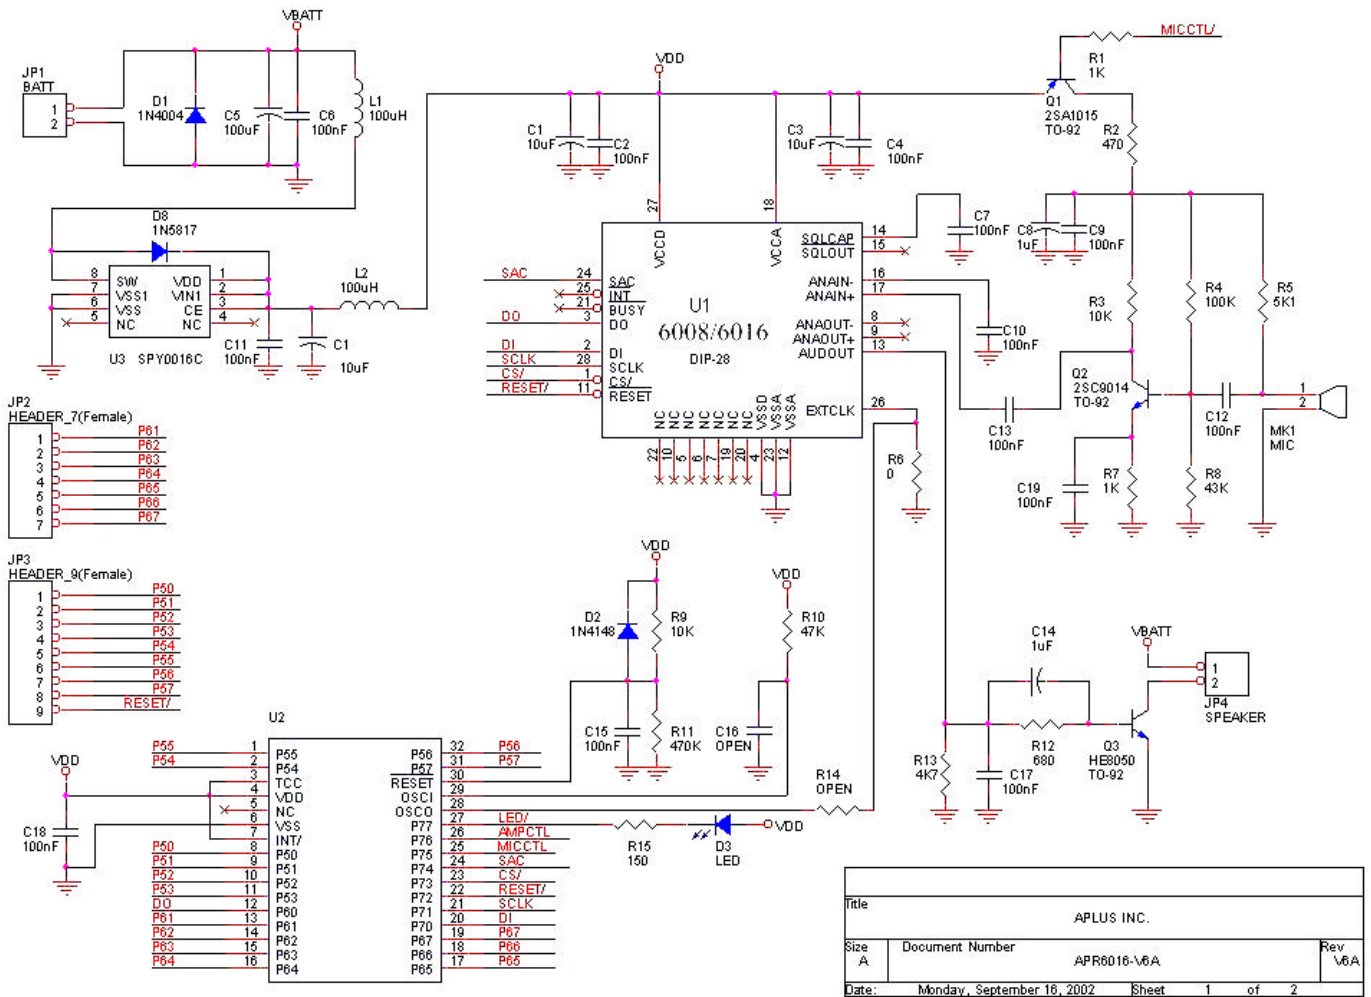 VBATT
JP1
BATT
1
2
D1
1N4004
C5
100uF
C6
100nF
L1
100uH
D8
1N5817
8 SW VDD 1
7 VSS1 VIN1 2
6 VSS CE 3
5 NC NC 4
U3 SPY0016C
C11
100nF
C1
10uF
L2
100uH
VDD
C1
10uF
C2
100nF
C3
10uF
C4
100nF
MICCTL/
R1
1K
Q1
2SA1015
TO-92
R2
470
27
VCCD
18
VCCA
U1
6008/6016
DIP-28
SAC 24 SAC
25 INT
21 BUSY
DO 3 DO
DI 2 DI
SCLK 28 SCLK
CS/ 1 CS/
RESET/ 11 RESET
SQLCAP 14
SQLOUT 15
ANAIN- 16
ANAIN+ 17
ANAOUT- 8
ANAOUT+ 9
AUDOUT 13
EXTCLK 26
NC NC NC NC NC NC NC VSSD VSSA VSSA
22 10 5 6 7 19 20 4 23 12
C7
100nF
C10
100nF
C8
1uF
C9
100nF
R3
10K
R4
100K
R5
5K1
Q2
2SC9014
TO-92
C13
100nF
C12
100nF
1
2
MK1
MIC
C19
100nF
R7
1K
R8
43K
R6
0
JP2
HEADER_7(Female)
1 P61
2 P62
3 P63
4 P64
5 P65
6 P66
7 P67
JP3
HEADER_9(Female)
1 P50
2 P51
3 P52
4 P53
5 P54
6 P55
7 P56
8 P57
9 RESET/
VDD
D2
1N4148
R9
10K
C15
100nF
R11
470K
VDD
R10
47K
C16
OPEN
R14
OPEN
C14
1uF
R12
680
R13
4K7
C17
100nF
Q3
HE8050
TO-92
VBATT
1
2
JP4
SPEAKER
U2
VDD
C18
100nF
P55 1 P55
P54 2 P54
3 TCC
4 VDD
5 NC
6 VSS
7 INT/
P50 8 P50
P51 9 P51
P52 10 P52
P53 11 P53
DO 12 P60
P61 13 P61
P62 14 P62
P63 15 P63
P64 16 P64
P56 32 P56
P57 31 P57
RESET 30
OSCI 29
OSCO 28
P77 27 LED/
P76 26 AMPCTL
P75 25 MICCTL
P74 24 SAC
P73 23 CS/
P72 22 RESET/
P71 21 SCLK
P70 20 DI
P67 19 P67
P66 18 P66
P65 17 P65
R15
150
D3
LED
VDD
Title
APLUS INC.
Size
A
Document Number
APR6016-V6A
Rev
V6A
Date: Monday, September 16, 2002 Sheet 1 of 2